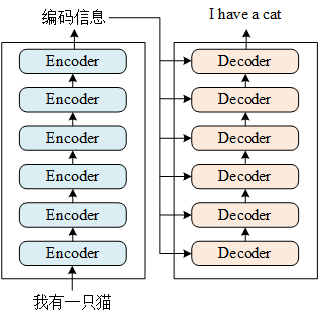 编码信息
I have a cat
Encoder
Encoder
Encoder
Encoder
Encoder
Encoder
Decoder
Decoder
Decoder
Decoder
Decoder
Decoder
我有一只猫